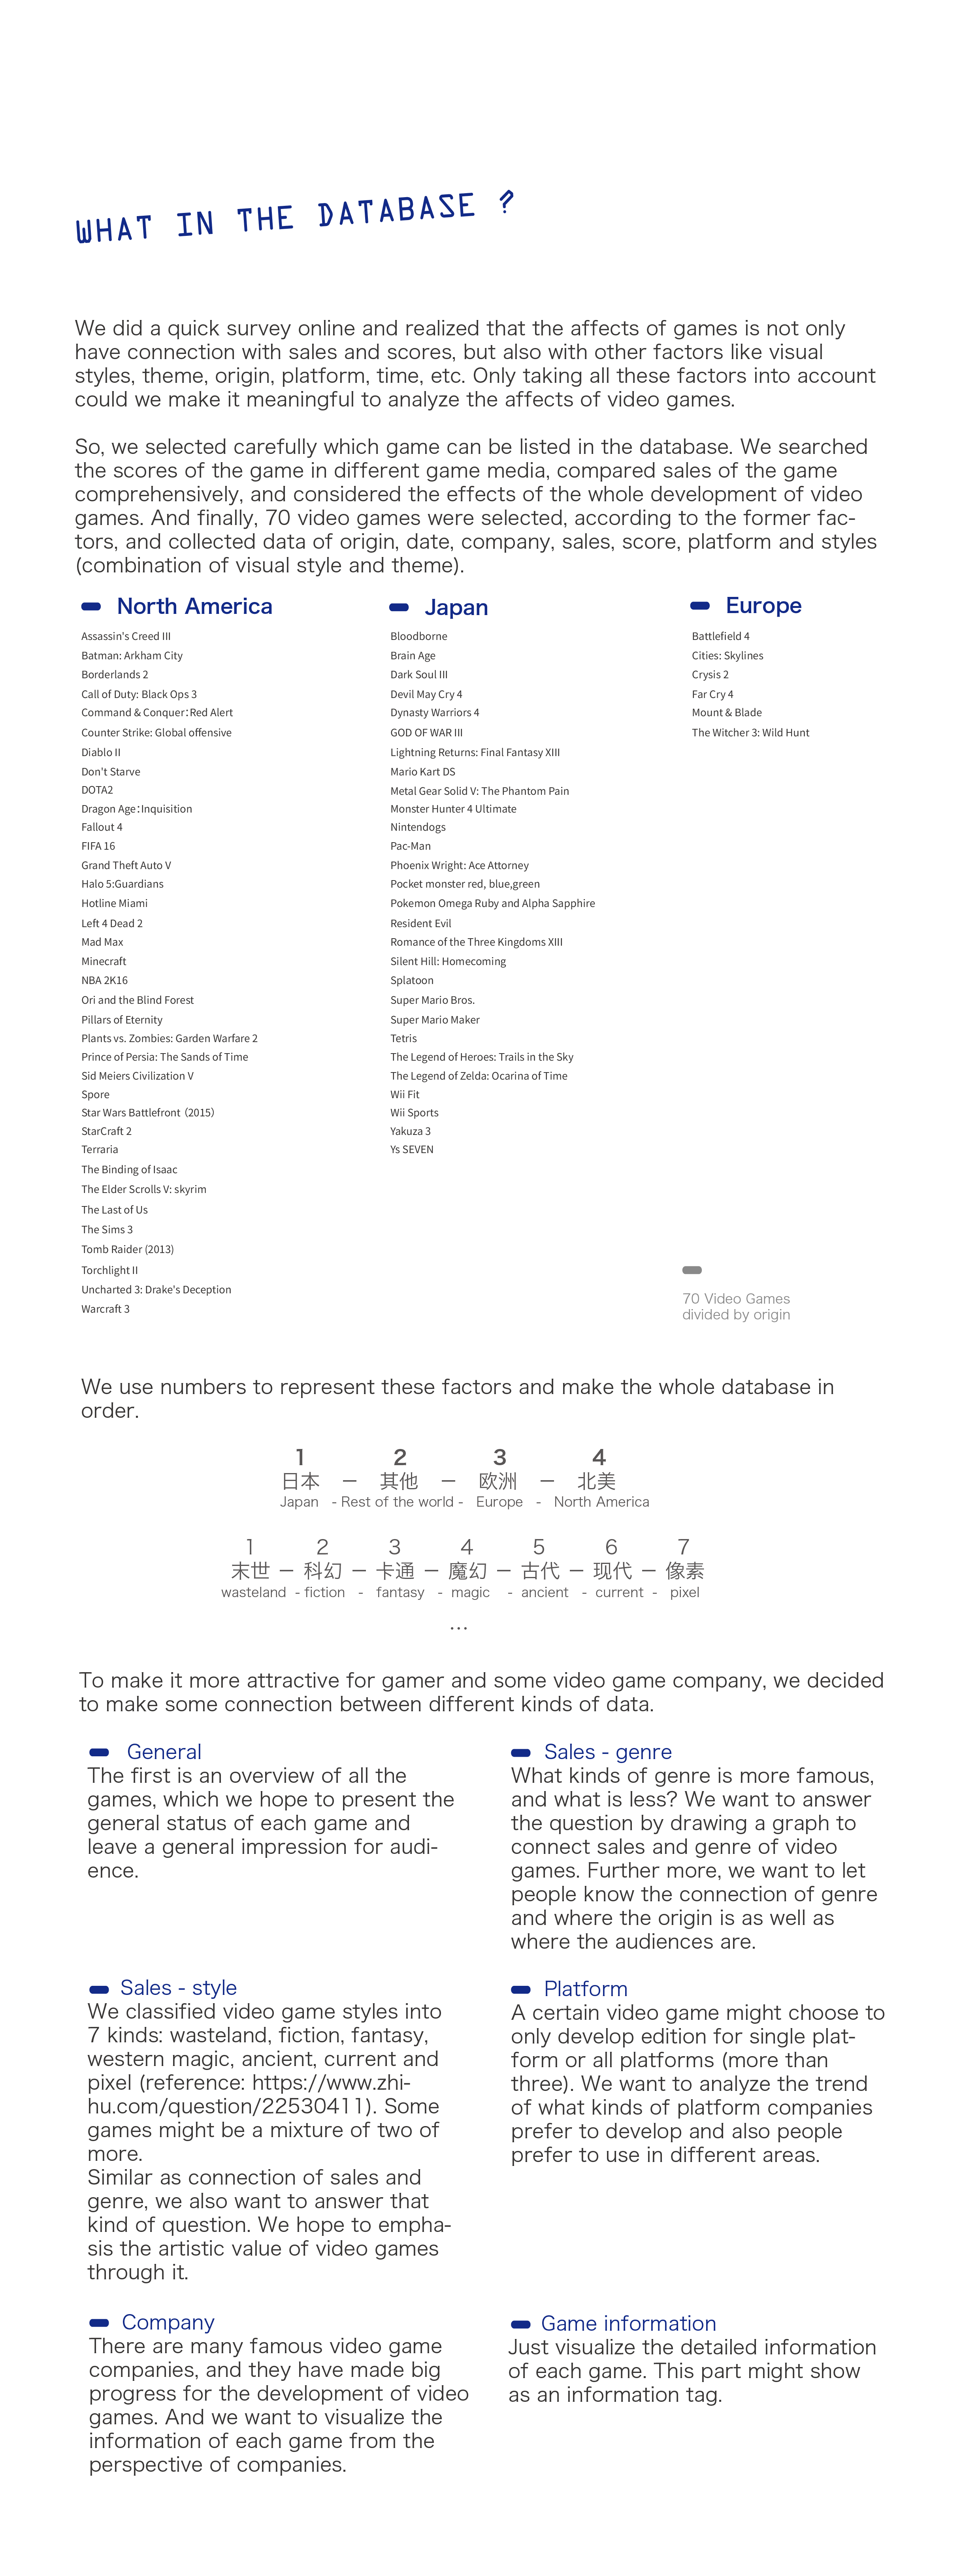 WHAT IN THE DATABASE ?
We did a quick survey online and realized that the affects of games is not only
have connection with sales and scores, but also with other factors like visual
styles, theme, origin, platform, time, etc. Only taking all these factors into account
could we make it meaningful to analyze the affects of video games.
So, we selected carefully which game can be listed in the database. We searched
the scores of the game in different game media, compared sales of the game
comprehensively, and considered the effects of the whole development of video
games. And finally, 70 video games were selected, according to the former fac-
tors, and collected data of origin, date, company, sales, score, platform and styles
(combination of visual style and theme).
North America
Assassin's Creed III
Batman: Arkham City
Borderlands 2
Call of Duty: Black Ops 3
Command & Conquer：Red Alert
Counter Strike: Global offensive
Diablo II
Don't Starve
DOTA2
Dragon Age：Inquisition
Fallout 4
FIFA 16
Grand Theft Auto V
Halo 5:Guardians
Hotline Miami
Left 4 Dead 2
Mad Max
Minecraft
NBA 2K16
Ori and the Blind Forest
Pillars of Eternity
Plants vs. Zombies: Garden Warfare 2
Prince of Persia: The Sands of Time
Sid Meiers Civilization V
Spore
Star Wars Battlefront（2015）
StarCraft 2
Terraria
The Binding of Isaac
The Elder Scrolls V: skyrim
The Last of Us
The Sims 3
Tomb Raider (2013)
Torchlight II
Uncharted 3: Drake's Deception
Warcraft 3
Japan
Bloodborne
Brain Age
Dark Soul III
Devil May Cry 4
Dynasty Warriors 4
GOD OF WAR III
Lightning Returns: Final Fantasy XIII
Mario Kart DS
Metal Gear Solid V: The Phantom Pain
Monster Hunter 4 Ultimate
Nintendogs
Pac-Man
Phoenix Wright: Ace Attorney
Pocket monster red, blue,green
Pokemon Omega Ruby and Alpha Sapphire
Resident Evil
Romance of the Three Kingdoms XIII
Silent Hill: Homecoming
Splatoon
Super Mario Bros.
Super Mario Maker
Tetris
The Legend of Heroes: Trails in the Sky
The Legend of Zelda: Ocarina of Time
Wii Fit
Wii Sports
Yakuza 3
Ys SEVEN
Europe
Battlefield 4
Cities: Skylines
Crysis 2
Far Cry 4
Mount & Blade
The Witcher 3: Wild Hunt
70 Video Games
divided by origin
We use numbers to represent these factors and make the whole database in
order.
1 2 3 4
日本 — 其他 — 欧洲 — 北美
Japan - Rest of the world - Europe - North America
1 2 3 4 5 6 7
末世 — 科幻 — 卡通 — 魔幻 — 古代 — 现代 — 像素
wasteland - fiction - fantasy - magic - ancient - current - pixel
...
To make it more attractive for gamer and some video game company, we decided
to make some connection between different kinds of data.
General
The first is an overview of all the
games, which we hope to present the
general status of each game and
leave a general impression for audi-
ence.
Sales - genre
What kinds of genre is more famous,
and what is less? We want to answer
the question by drawing a graph to
connect sales and genre of video
games. Further more, we want to let
people know the connection of genre
and where the origin is as well as
where the audiences are.
Sales - style
We classified video game styles into
7 kinds: wasteland, fiction, fantasy,
western magic, ancient, current and
pixel (reference: https://www.zhi-
hu.com/question/22530411). Some
games might be a mixture of two of
more.
Similar as connection of sales and
genre, we also want to answer that
kind of question. We hope to empha-
sis the artistic value of video games
through it.
Platform
A certain video game might choose to
only develop edition for single plat-
form or all platforms (more than
three). We want to analyze the trend
of what kinds of platform companies
prefer to develop and also people
prefer to use in different areas.
Company
There are many famous video game
companies, and they have made big
progress for the development of video
games. And we want to visualize the
information of each game from the
perspective of companies.
Game information
Just visualize the detailed information
of each game. This part might show
as an information tag.